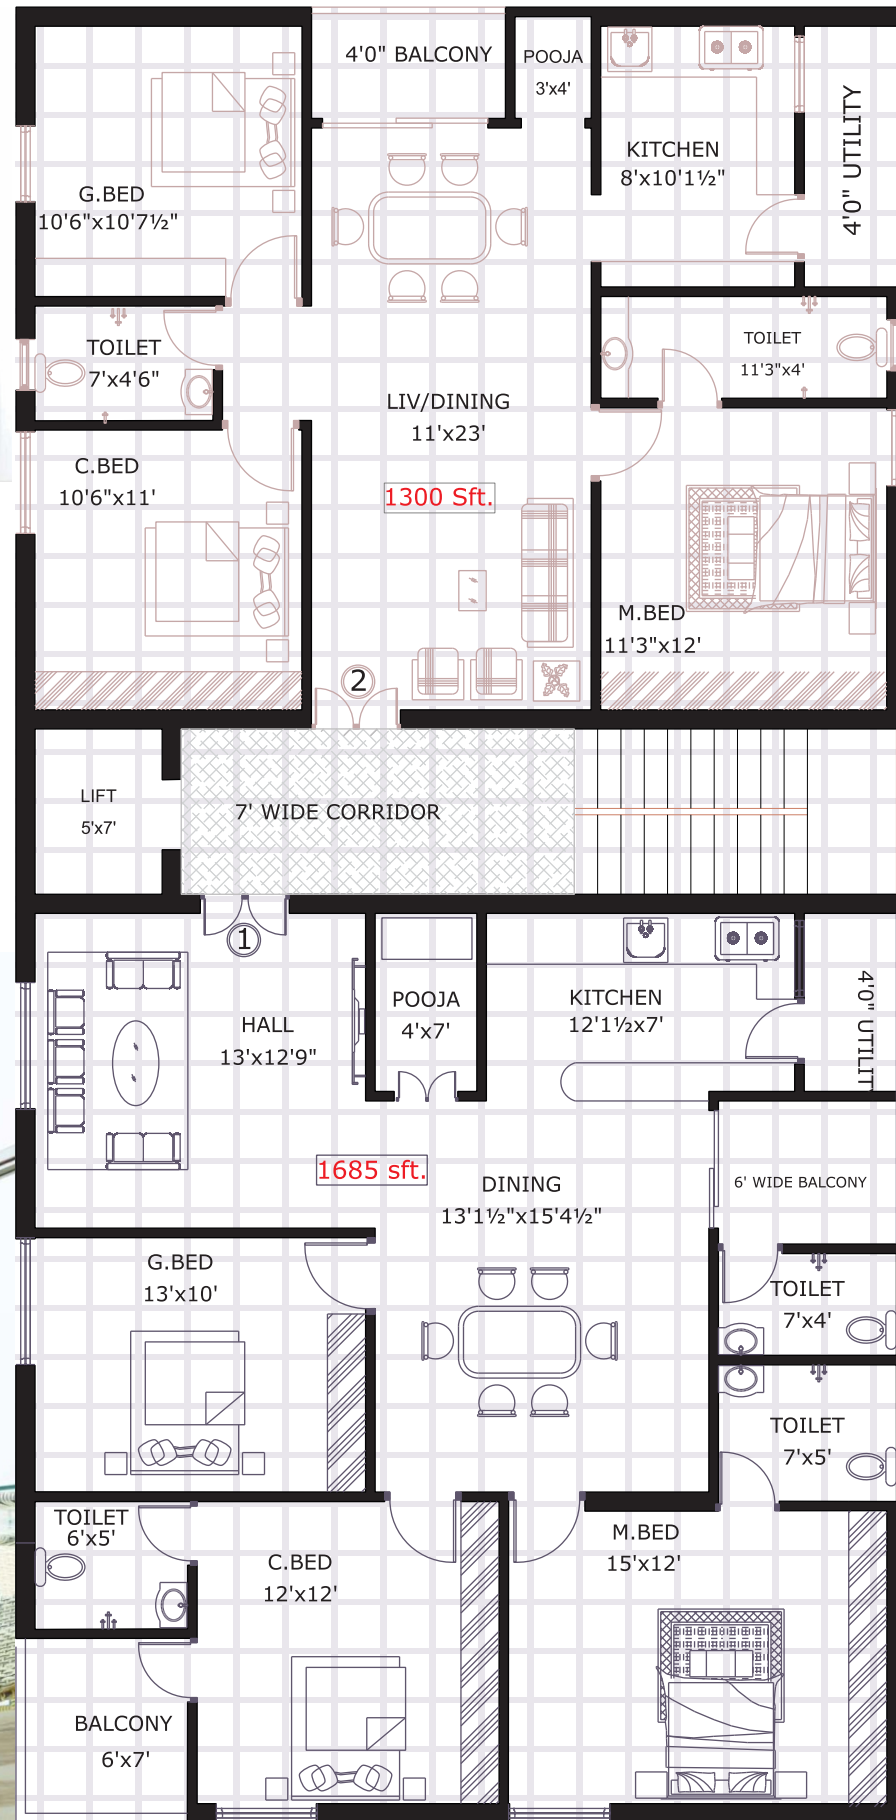 4'0" BALCONY
POOJA
3'x4'
KITCHEN
8'x10'1½"
4'0" UTILITY
G.BED
10'6"x10'7½"
TOILET
7'x4'6"
TOILET
11'3"x4'
LIV/DINING
11'x23'
C.BED
10'6"x11'
1300 Sft.
M.BED
11'3"x12'
2
LIFT
5'x7'
7' WIDE CORRIDOR
1
HALL
13'x12'9"
POOJA
4'x7'
KITCHEN
12'1½x7'
4'0" UTILIT
1685 sft.
DINING
13'1½"x15'4½"
6' WIDE BALCONY
G.BED
13'x10'
TOILET
7'x4'
TOILET
7'x5'
TOILET
6'x5'
C.BED
12'x12'
M.BED
15'x12'
BALCONY
6'x7'